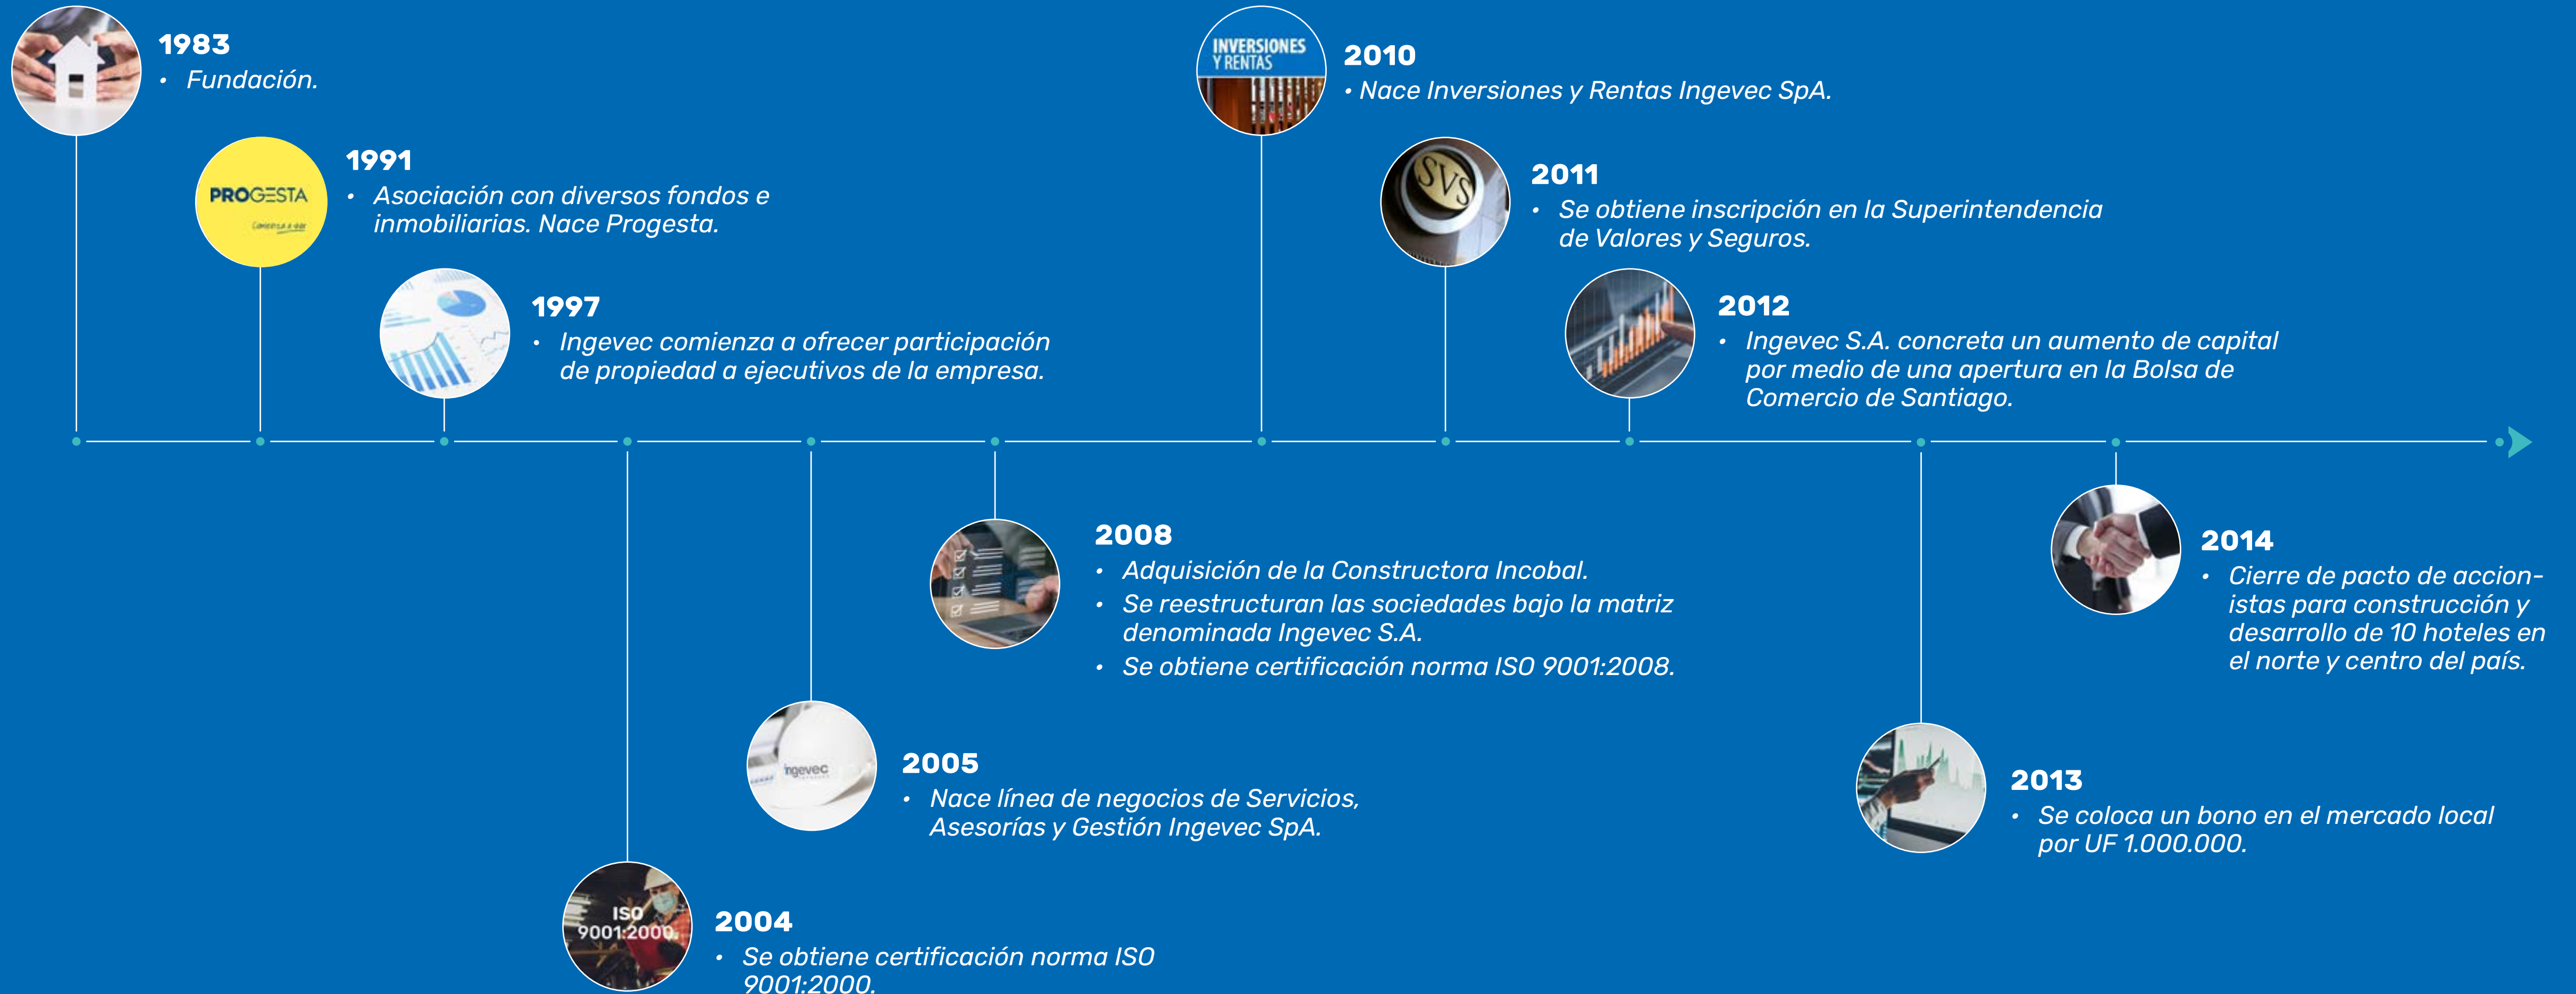 1983
• Fundación.
PROGESTA
Comienza a vivir
1991
• Asociación con diversos fondos e
inmobiliarias. Nace Progesta.
1997
• Ingevec comienza a ofrecer participación
de propiedad a ejecutivos de la empresa.
ISO
9001:2000.
2004
• Se obtiene certificación norma ISO
9001:2000.
ingevec
2005
• Nace línea de negocios de Servicios,
Asesorías y Gestión Ingevec SpA.
2008
• Adquisición de la Constructora Incobal.
• Se reestructuran las sociedades bajo la matriz
denominada Ingevec S.A.
• Se obtiene certificación norma ISO 9001:2008.
INVERSIONES
Y RENTAS
2010
• Nace Inversiones y Rentas Ingevec SpA.
SVS
2011
• Se obtiene inscripción en la Superintendencia
de Valores y Seguros.
2012
• Ingevec S.A. concreta un aumento de capital
por medio de una apertura en la Bolsa de
Comercio de Santiago.
2013
• Se coloca un bono en el mercado local
por UF 1.000.000.
2014
• Cierre de pacto de accion-
istas para construcción y
desarrollo de 10 hoteles en
el norte y centro del país.